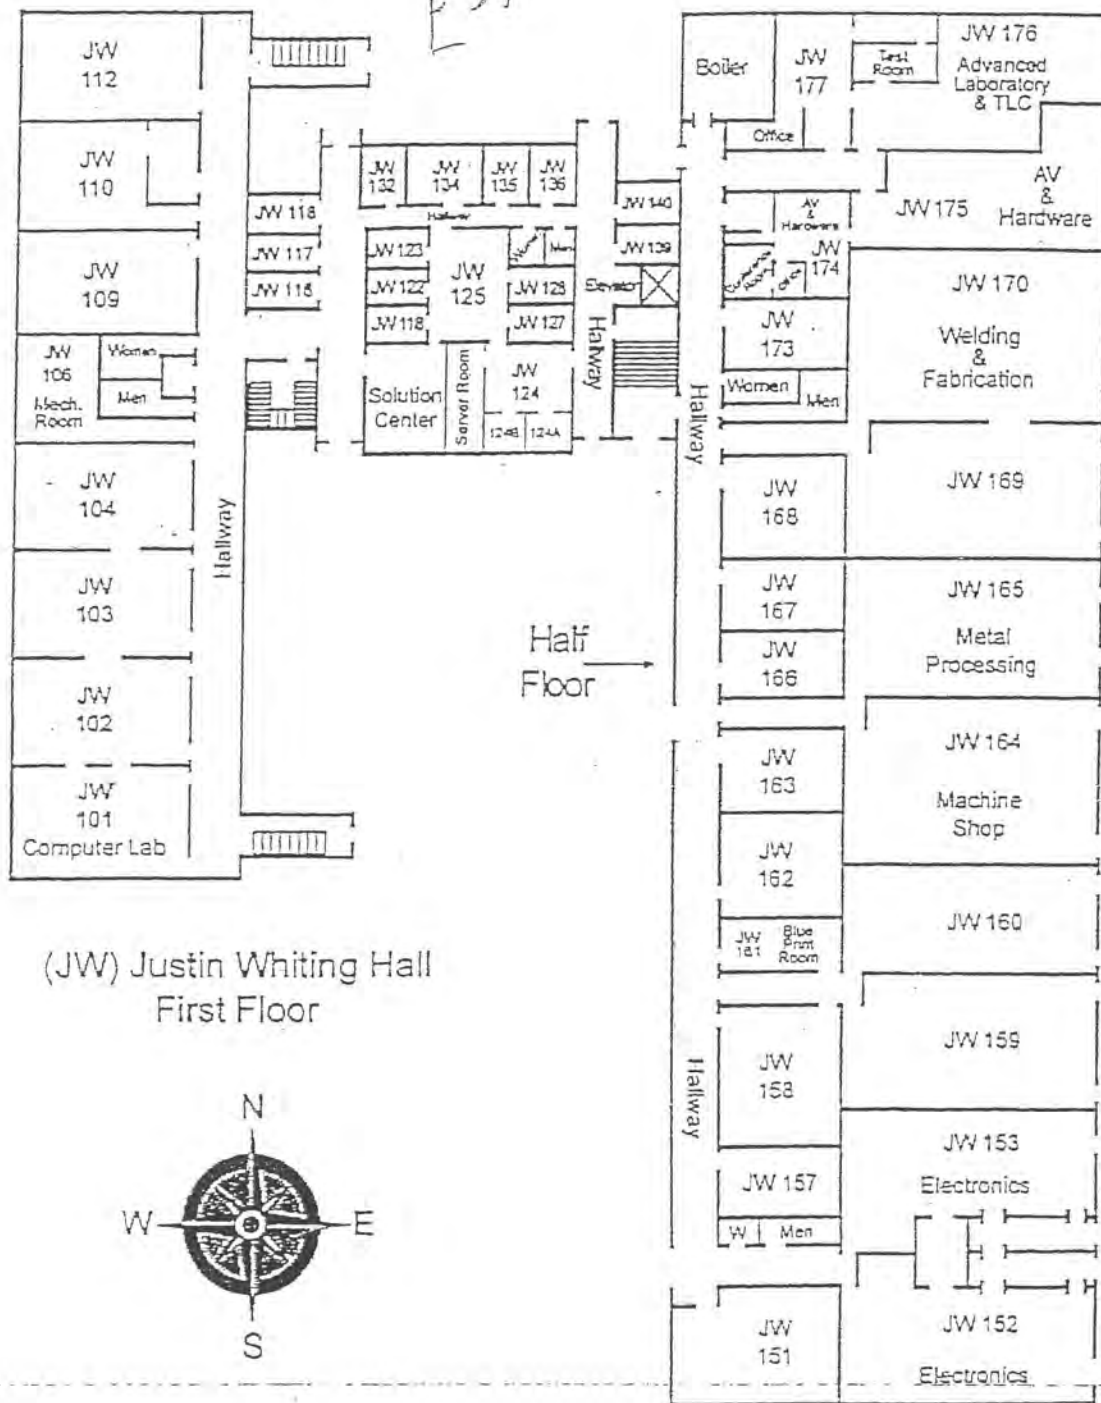 JW
112
JW
110
JW
109
JW
106
Mech.
Room
Women
Men
JW
104
JW
103
JW
102
JW
101
Computer Lab
Hallway
JW 118
JW 117
JW 115
JW
132
JW
134
JW
135
JW
136
Hallway
JW 123
JW 122
JW 118
JW
125
Women
Men
JW 128
JW 127
Solution
Center
Server Room
JW
124
124B
124A
JW 140
JW 139
Elevator
Hallway
Boiler
JW
177
Office
Test
Room
JW 176
Advanced
Laboratory
& TLC
JW 175
AV
&
Hardware
AV
&
Hardware
JW
174
Conference
Room
Office
JW
173
Women
Men
JW 170
Welding
&
Fabrication
Hallway
JW
168
JW 169
JW
167
JW
166
JW 165
Metal
Processing
Half
Floor
JW
163
JW 164
Machine
Shop
JW
162
JW
161
Blue
Print
Room
JW 160
JW 159
JW
158
Hallway
JW 157
W
Men
JW 153
Electronics
JW
151
JW 152
Electronics
(JW) Justin Whiting Hall
First Floor
N
W
E
S